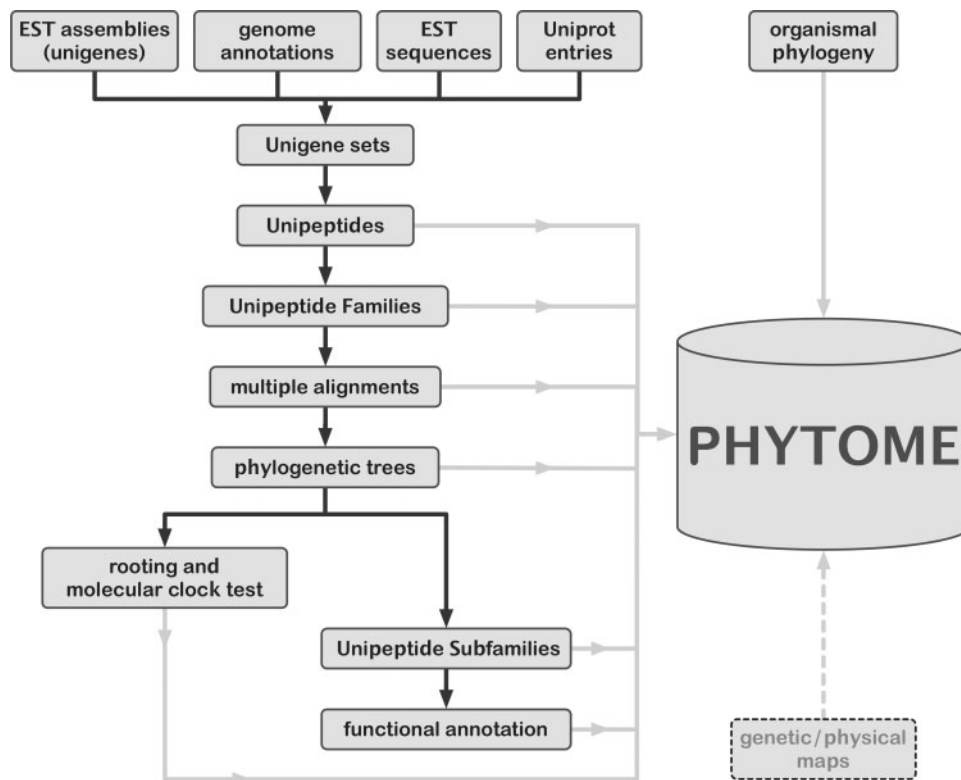 EST assemblies
(unigenes)
genome
annotations
EST
sequences
Uniprot
entries
organismal
phylogeny
Unigene sets
Unipeptides
Unipeptide Families
multiple alignments
phylogenetic trees
PHYTOME
rooting and
molecular clock test
Unipeptide Subfamilies
functional annotation
genetic/physical
maps